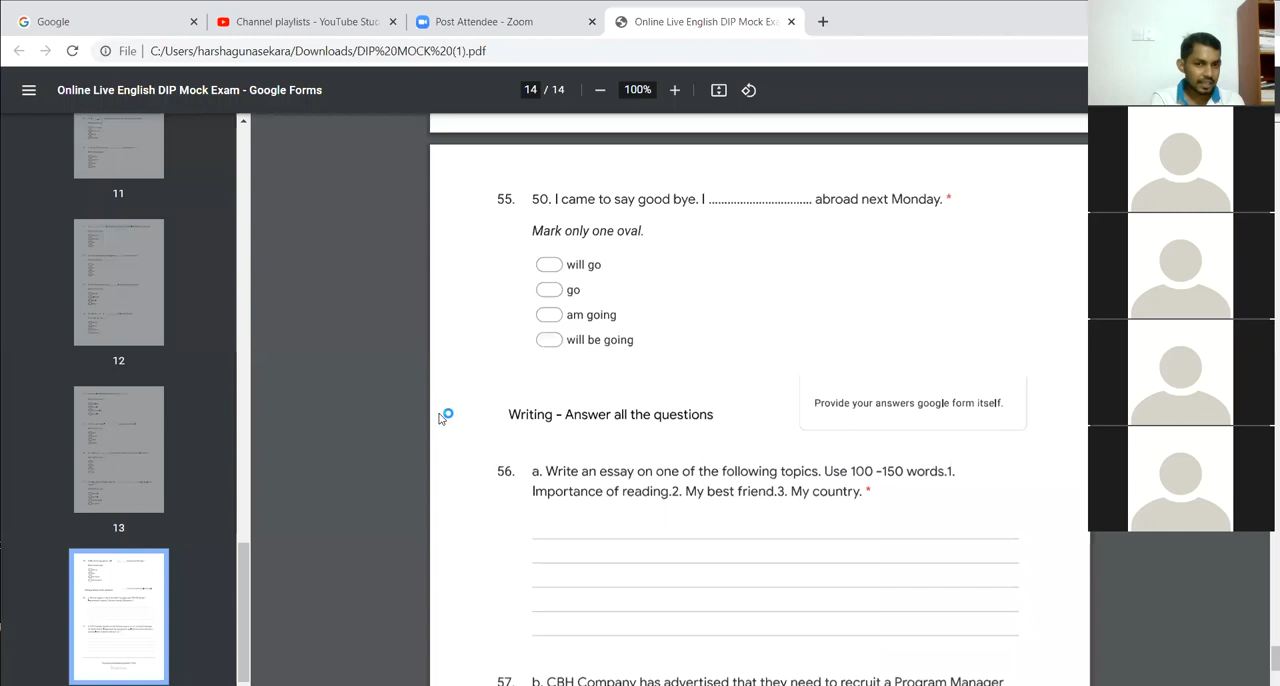 Google
Channel playlists - YouTube Stud
Post Attendee - Zoom
Online Live English DIP Mock Exa
File
C:/Users/harshagunasekara/Downloads/DIP%20MOCK%20(1).pdf
Online Live English DIP Mock Exam - Google Forms
14 / 14
100%
11
12
13
55. 50. I came to say good bye. I ................................. abroad next Monday. *
Mark only one oval.
will go
go
am going
will be going
Writing - Answer all the questions
Provide your answers google form itself.
56. a. Write an essay on one of the following topics. Use 100 -150 words.1.
Importance of reading.2. My best friend.3. My country. *
57. b. CBH Company has advertised that they need to recruit a Program Manager